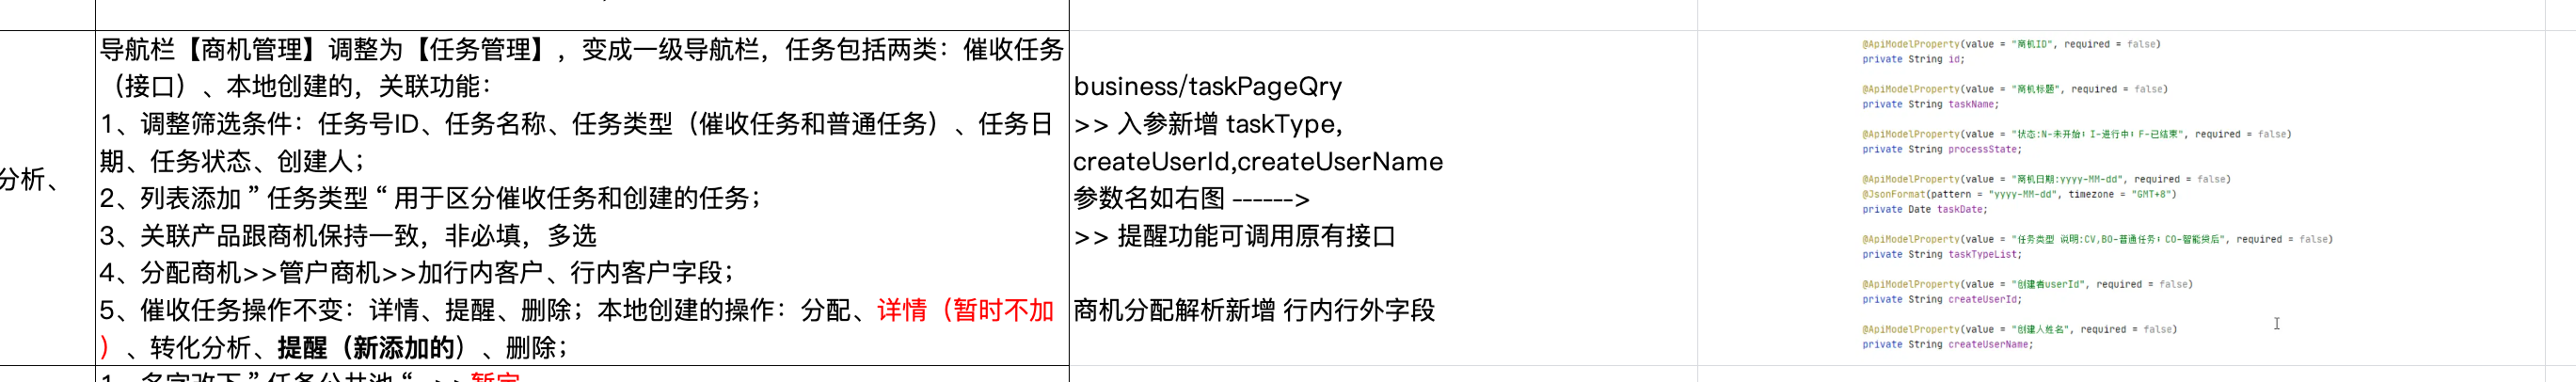 分析、
导航栏【商机管理】调整为【任务管理】，变成一级导航栏，任务包括两类：催收任务
（接口）、本地创建的，关联功能：
1、调整筛选条件：任务号ID、任务名称、任务类型（催收任务和普通任务）、任务日
期、任务状态、创建人；
2、列表添加 ” 任务类型 “ 用于区分催收任务和创建的任务；
3、关联产品跟商机保持一致，非必填，多选
4、分配商机>>管户商机>>加行内客户、行内客户字段；
5、催收任务操作不变：详情、提醒、删除；本地创建的操作：分配、详情（暂时不加
）、转化分析、提醒（新添加的）、删除；
business/taskPageQry
>> 入参新增 taskType,
createUserId,createUserName
参数名如右图 ------>
>> 提醒功能可调用原有接口
商机分配解析新增 行内行外字段
@ApiModelProperty(value = "商机ID", required = false)
private String id;
@ApiModelProperty(value = "商机标题", required = false)
private String taskName;
@ApiModelProperty(value = "状态:N-未开始；I-进行中；F-已结束", required = false)
private String processState;
@ApiModelProperty(value = "商机日期:yyyy-MM-dd", required = false)
@JsonFormat(pattern = "yyyy-MM-dd", timezone = "GMT+8")
private Date taskDate;
@ApiModelProperty(value = "任务类型 说明:CV,BO-普通任务；CO-智能贷后", required = false)
private String taskTypeList;
@ApiModelProperty(value = "创建者userId", required = false)
private String createUserId;
@ApiModelProperty(value = "创建人姓名", required = false)
private String createUserName;